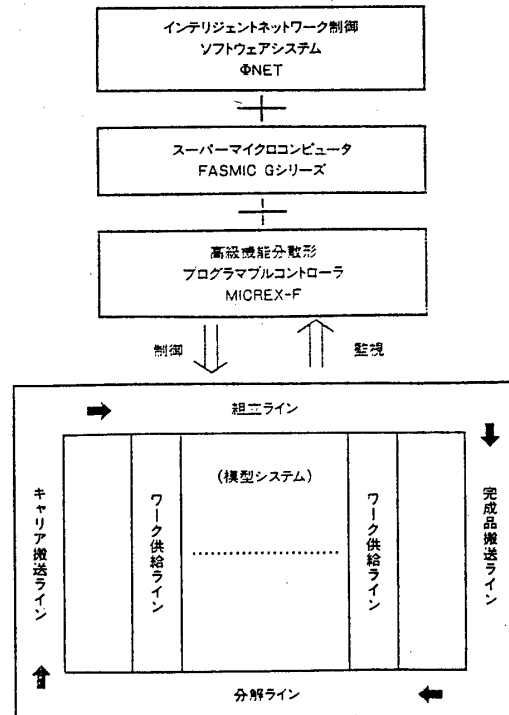 インテリジェントネットワーク制御
ソフトウェアシステム
ΦNET
スーパーマイクロコンピュータ
FASMIC Gシリーズ
高級機能分散形
プログラマブルコントローラ
MICREX-F
制御
監視
組立ライン
キャリア搬送ライン
ワーク供給ライン
(模型システム)
ワーク供給ライン
完成品搬送ライン
分解ライン